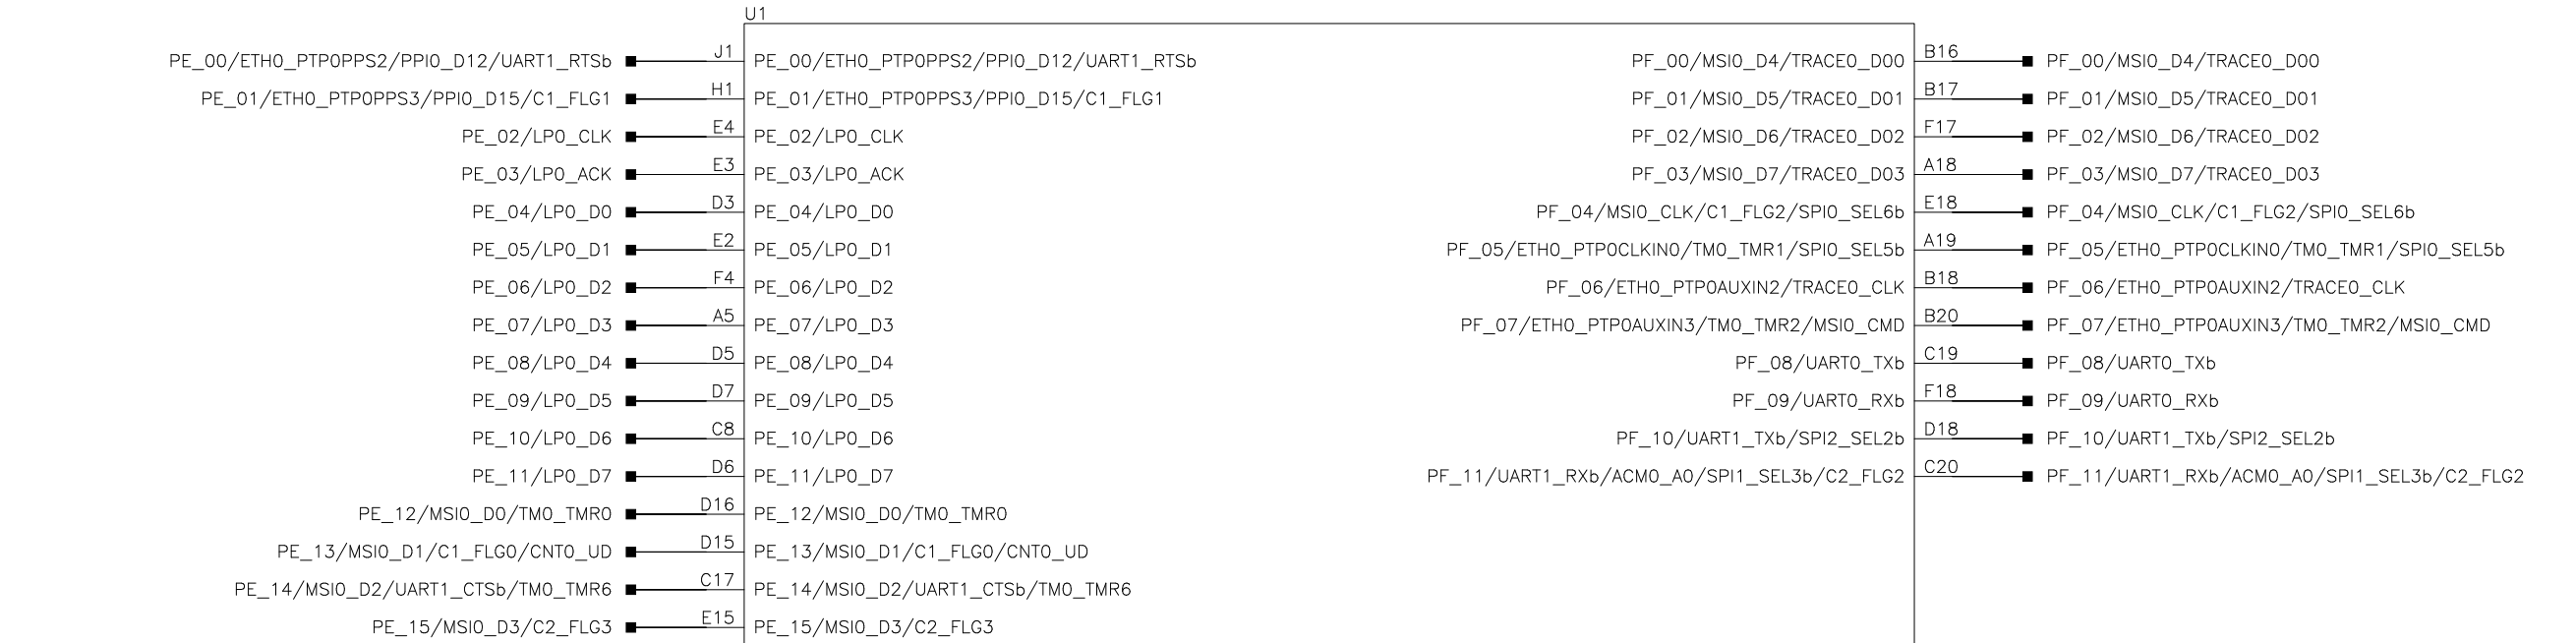 U1
PE_00/ETH0_PTP0PPS2/PPI0_D12/UART1_RTSb J1 PE_00/ETH0_PTP0PPS2/PPI0_D12/UART1_RTSb PF_00/MSI0_D4/TRACE0_D00 B16 PF_00/MSI0_D4/TRACE0_D00
PE_01/ETH0_PTP0PPS3/PPI0_D15/C1_FLG1 H1 PE_01/ETH0_PTP0PPS3/PPI0_D15/C1_FLG1 PF_01/MSI0_D5/TRACE0_D01 B17 PF_01/MSI0_D5/TRACE0_D01
PE_02/LP0_CLK E4 PE_02/LP0_CLK PF_02/MSI0_D6/TRACE0_D02 F17 PF_02/MSI0_D6/TRACE0_D02
PE_03/LP0_ACK E3 PE_03/LP0_ACK PF_03/MSI0_D7/TRACE0_D03 A18 PF_03/MSI0_D7/TRACE0_D03
PE_04/LP0_D0 D3 PE_04/LP0_D0 PF_04/MSI0_CLK/C1_FLG2/SPI0_SEL6b E18 PF_04/MSI0_CLK/C1_FLG2/SPI0_SEL6b
PE_05/LP0_D1 E2 PE_05/LP0_D1 PF_05/ETH0_PTP0CLKIN0/TM0_TMR1/SPI0_SEL5b A19 PF_05/ETH0_PTP0CLKIN0/TM0_TMR1/SPI0_SEL5b
PE_06/LP0_D2 F4 PE_06/LP0_D2 PF_06/ETH0_PTP0AUXIN2/TRACE0_CLK B18 PF_06/ETH0_PTP0AUXIN2/TRACE0_CLK
PE_07/LP0_D3 A5 PE_07/LP0_D3 PF_07/ETH0_PTP0AUXIN3/TM0_TMR2/MSI0_CMD B20 PF_07/ETH0_PTP0AUXIN3/TM0_TMR2/MSI0_CMD
PE_08/LP0_D4 D5 PE_08/LP0_D4 PF_08/UART0_TXb C19 PF_08/UART0_TXb
PE_09/LP0_D5 D7 PE_09/LP0_D5 PF_09/UART0_RXb F18 PF_09/UART0_RXb
PE_10/LP0_D6 C8 PE_10/LP0_D6 PF_10/UART1_TXb/SPI2_SEL2b D18 PF_10/UART1_TXb/SPI2_SEL2b
PE_11/LP0_D7 D6 PE_11/LP0_D7 PF_11/UART1_RXb/ACM0_A0/SPI1_SEL3b/C2_FLG2 C20 PF_11/UART1_RXb/ACM0_A0/SPI1_SEL3b/C2_FLG2
PE_12/MSI0_D0/TM0_TMR0 D16 PE_12/MSI0_D0/TM0_TMR0
PE_13/MSI0_D1/C1_FLG0/CNT0_UD D15 PE_13/MSI0_D1/C1_FLG0/CNT0_UD
PE_14/MSI0_D2/UART1_CTSb/TM0_TMR6 C17 PE_14/MSI0_D2/UART1_CTSb/TM0_TMR6
PE_15/MSI0_D3/C2_FLG3 E15 PE_15/MSI0_D3/C2_FLG3